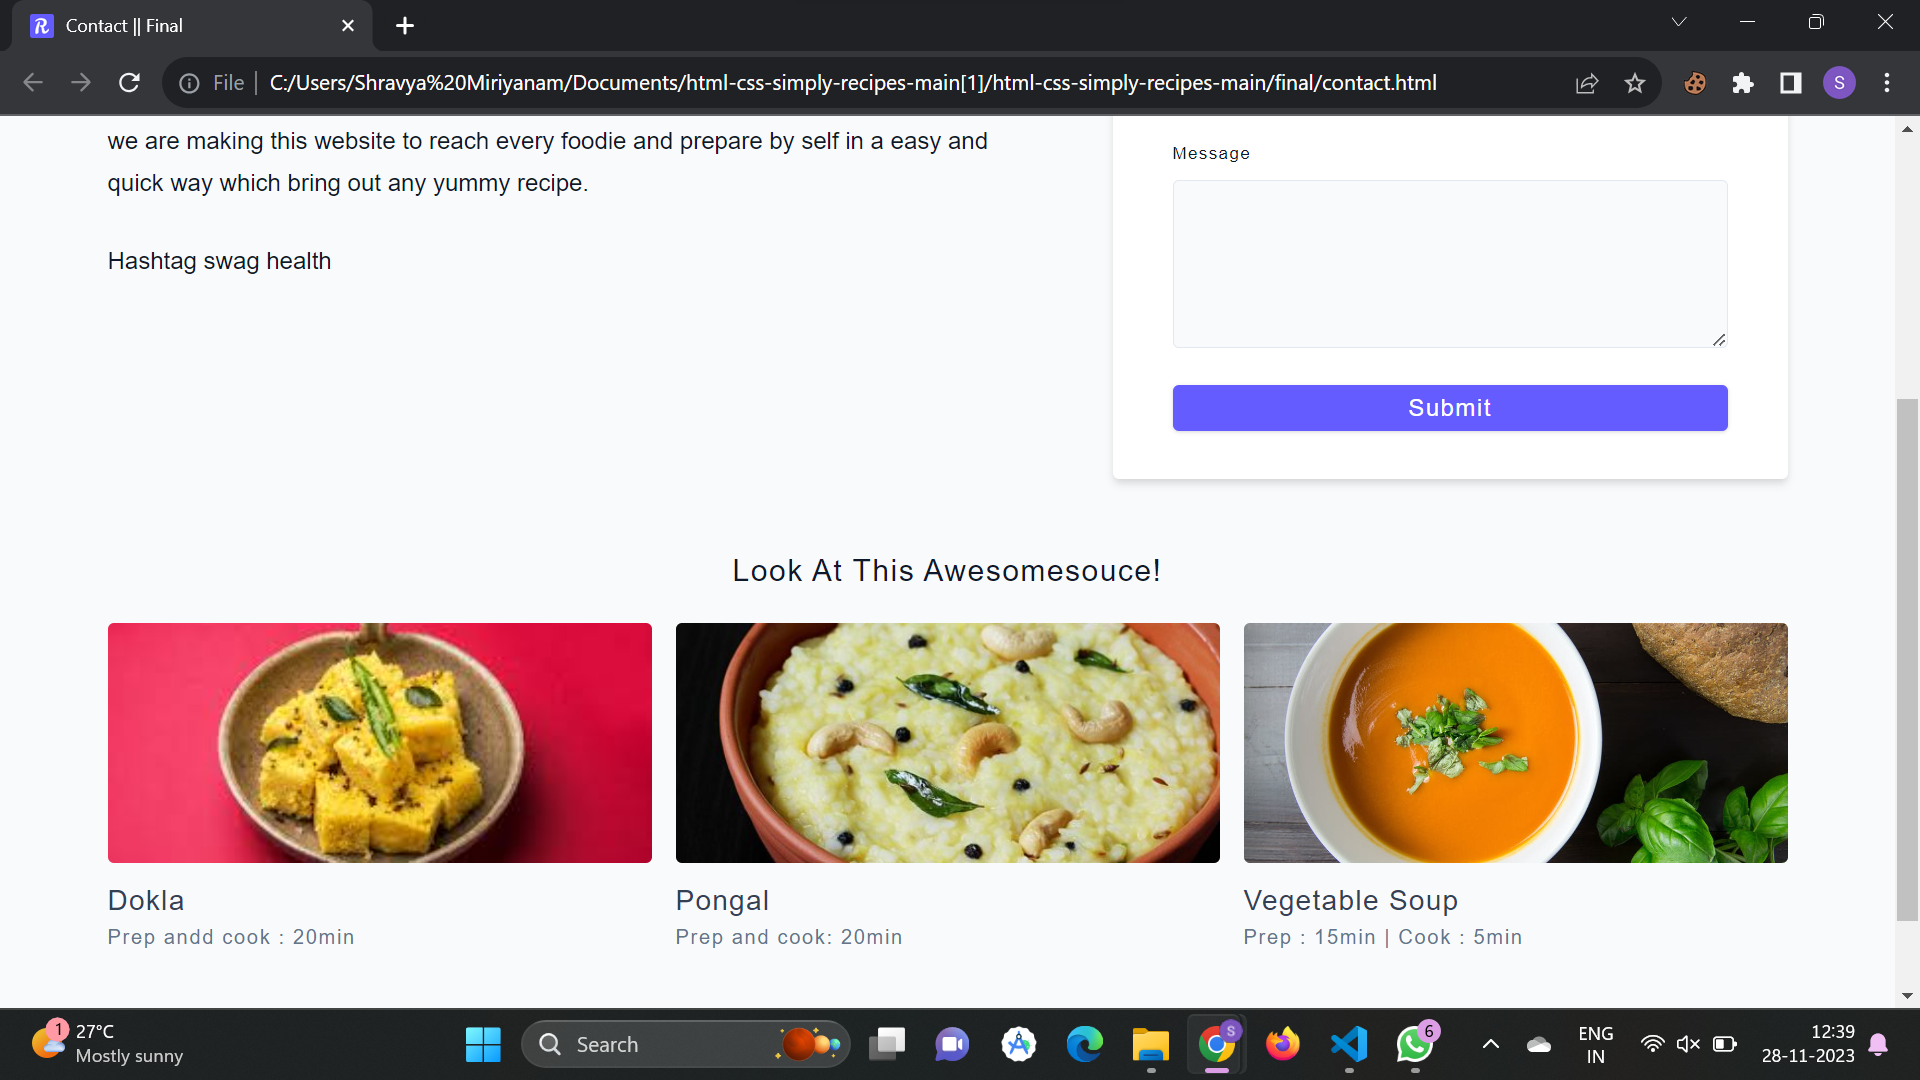 Contact || Final
File
C:/Users/Shravya%20Miriyanam/Documents/html-css-simply-recipes-main[1]/html-css-simply-recipes-main/final/contact.html
S
we are making this website to reach every foodie and prepare by self in a easy and
quick way which bring out any yummy recipe.
Hashtag swag health
Message
Submit
Look At This Awesomesouce!
Dokla
Prep andd cook : 20min
Pongal
Prep and cook: 20min
Vegetable Soup
Prep : 15min | Cook : 5min
1
27°C
Mostly sunny
Search
S
6
ENG
IN
12:39
28-11-2023